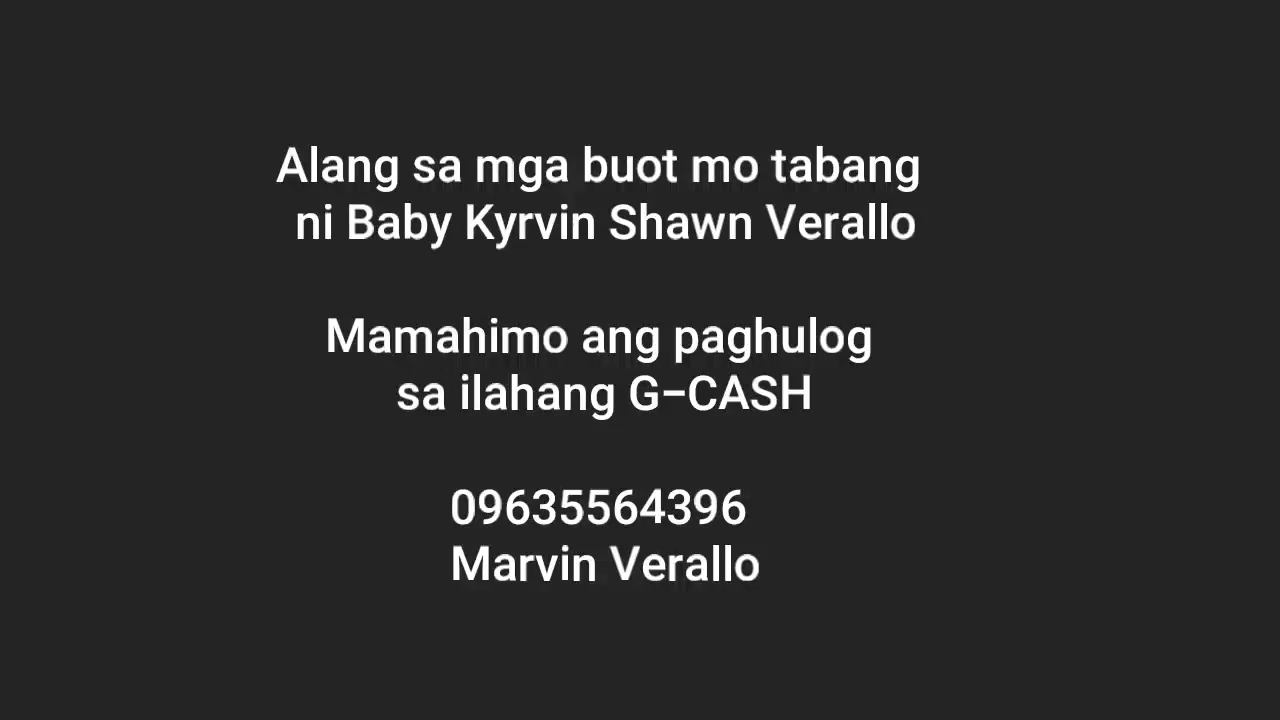 Alang sa mga buot mo tabang
ni Baby Kyrvin Shawn Verallo
Mamahimo ang paghulog
sa ilahang G-CASH
09635564396
Marvin Verallo